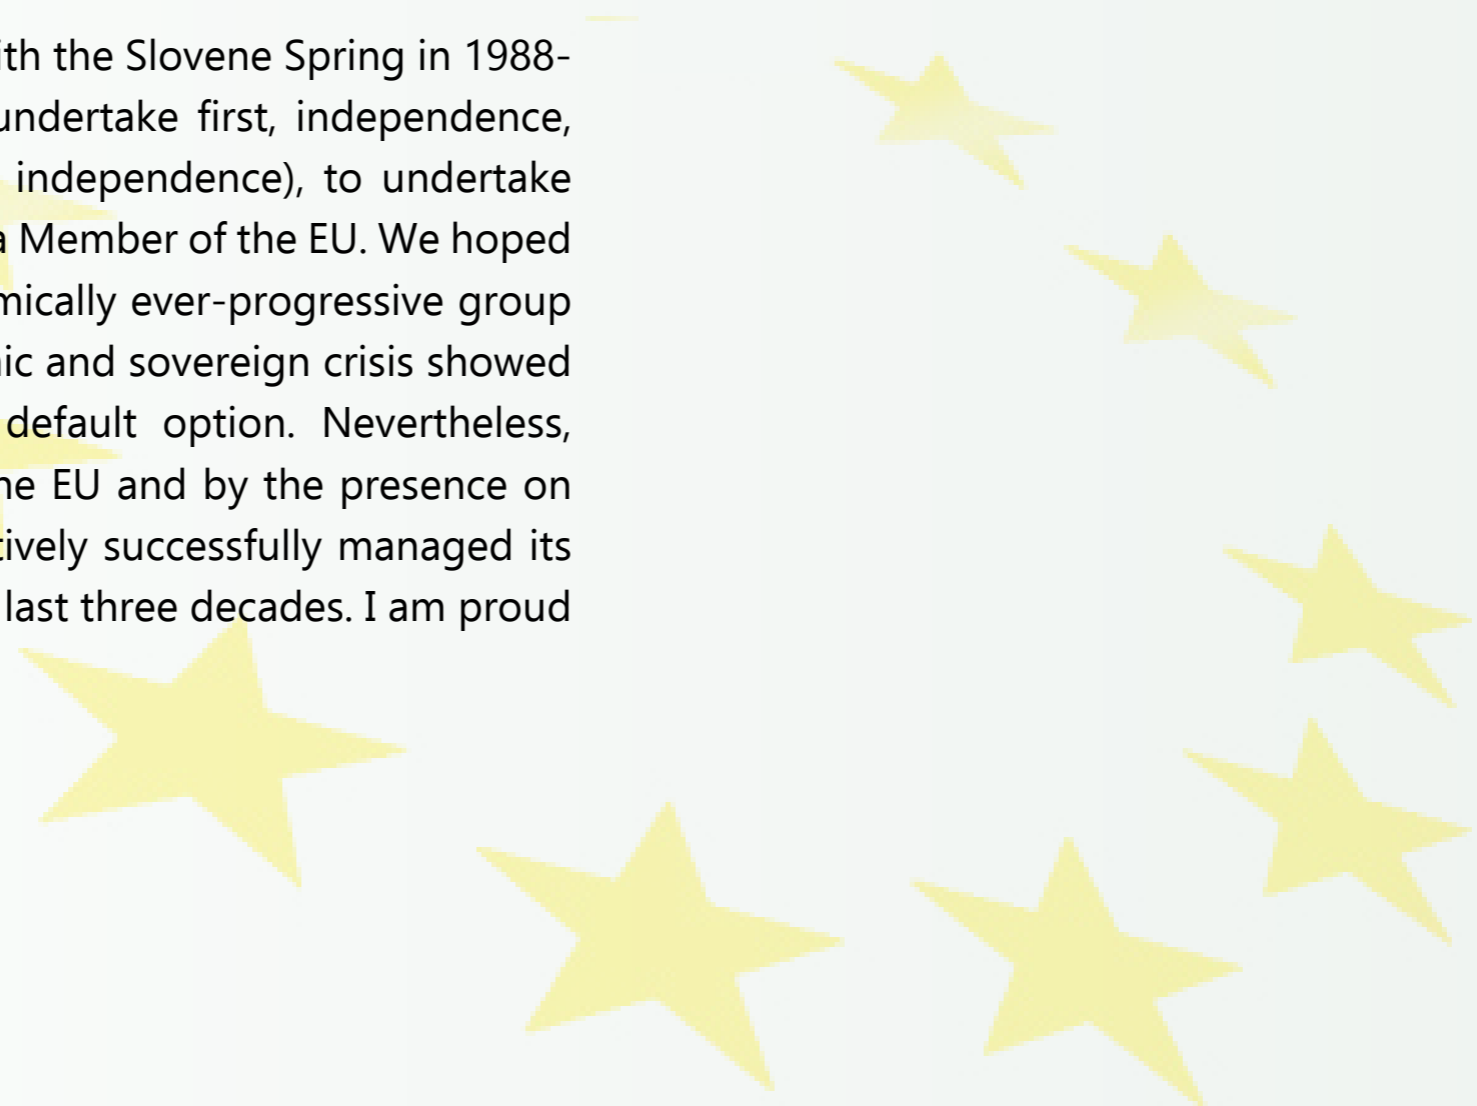 ith the Slovene Spring in 1988-
undertake first, independence,
independence), to undertake
a Member of the EU. We hoped
mically ever-progressive group
nic and sovereign crisis showed
default option. Nevertheless,
he EU and by the presence on
tively successfully managed its
last three decades. I am proud